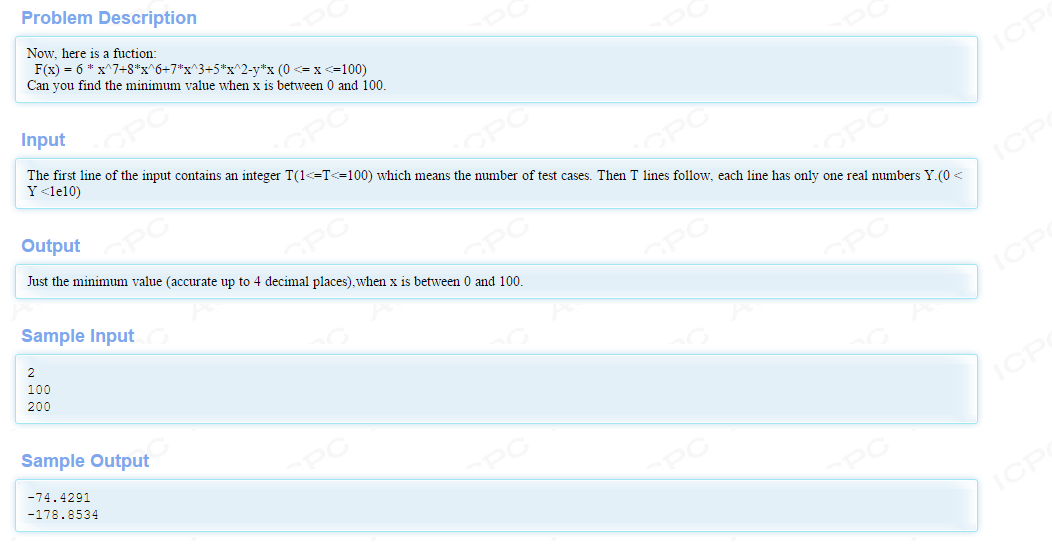 Problem Description
Now, here is a fuction:
F(x) = 6 * x^7+8*x^6+7*x^3+5*x^2-y*x (0 <= x <=100)
Can you find the minimum value when x is between 0 and 100.
Input
The first line of the input contains an integer T(1<=T<=100) which means the number of test cases. Then T lines follow, each line has only one real numbers Y.(0 <
Y <1e10)
Output
Just the minimum value (accurate up to 4 decimal places),when x is between 0 and 100.
Sample Input
2
100
200
Sample Output
-74.4291
-178.8534